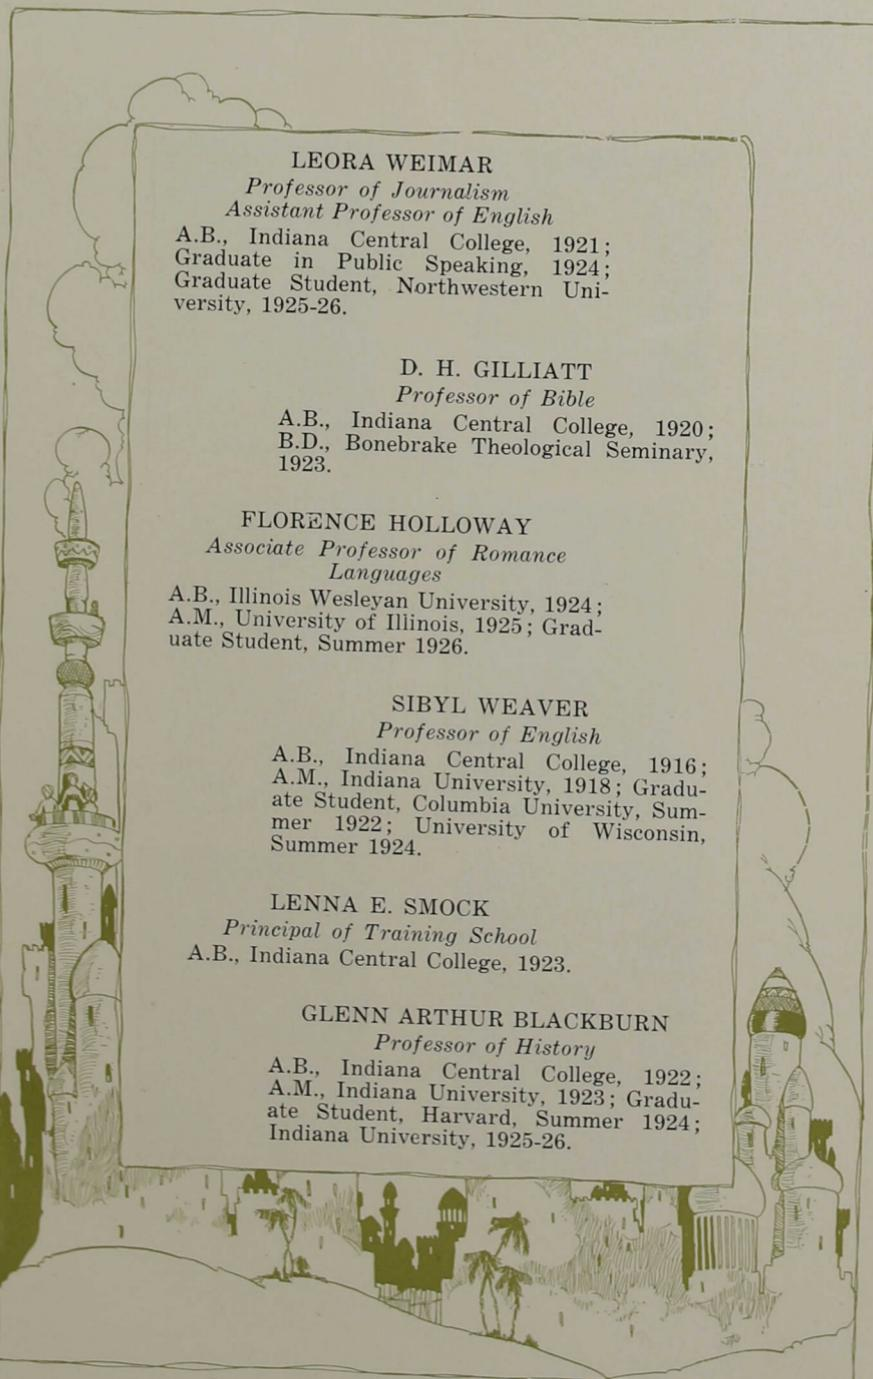 LEORA WEIMAR
Professor of Journalism
Assistant Professor of English
A.B., Indiana Central College, 1921;
Graduate in Public Speaking, 1924;
Graduate Student, Northwestern Uni-
versity, 1925-26.
D. H. GILLIATT
Professor of Bible
A.B., Indiana Central College, 1920;
B.D., Bonebrake Theological Seminary,
1923.
FLORENCE HOLLOWAY
Associate Professor of Romance
Languages
A.B., Illinois Wesleyan University, 1924;
A.M., University of Illinois, 1925; Grad-
uate Student, Summer 1926.
SIBYL WEAVER
Professor of English
A.B., Indiana Central College, 1916;
A.M., Indiana University, 1918; Gradu-
ate Student, Columbia University, Sum-
mer 1922; University of Wisconsin,
Summer 1924.
LENNA E. SMOCK
Principal of Training School
A.B., Indiana Central College, 1923.
GLENN ARTHUR BLACKBURN
Professor of History
A.B., Indiana Central College, 1922;
A.M., Indiana University, 1923; Gradu-
ate Student, Harvard, Summer 1924;
Indiana University, 1925-26.